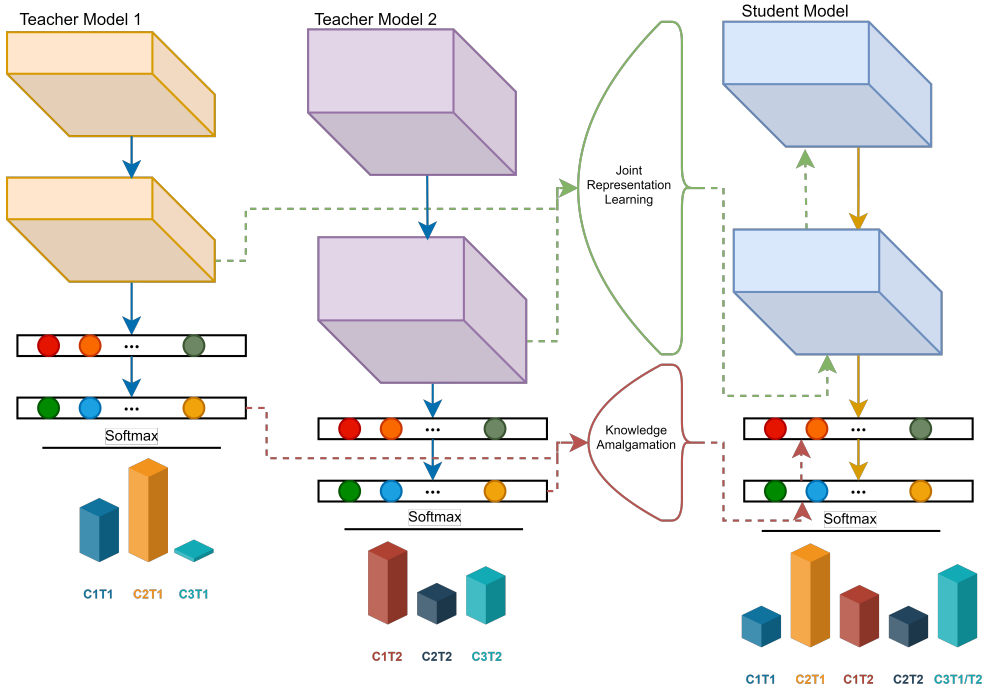 Teacher Model 1
Teacher Model 2
Student Model
Joint
Representation
Learning
...
...
Softmax
Knowledge
Amalgamation
...
...
Softmax
...
...
Softmax
C1T1 C2T1 C3T1
C1T2 C2T2 C3T2
C1T1 C2T1 C1T2 C2T2 C3T1/T2